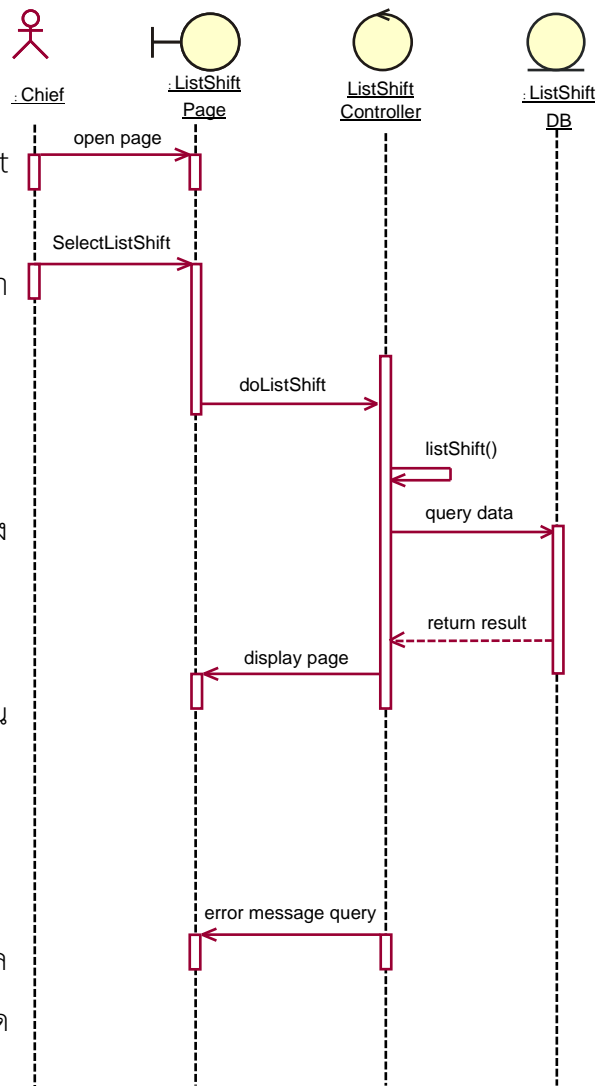 : Chief
: ListShift
Page
ListShift
Controller
: ListShift
DB
open page
SelectListShift
doListShift
listShift()
query data
return result
display page
error message query